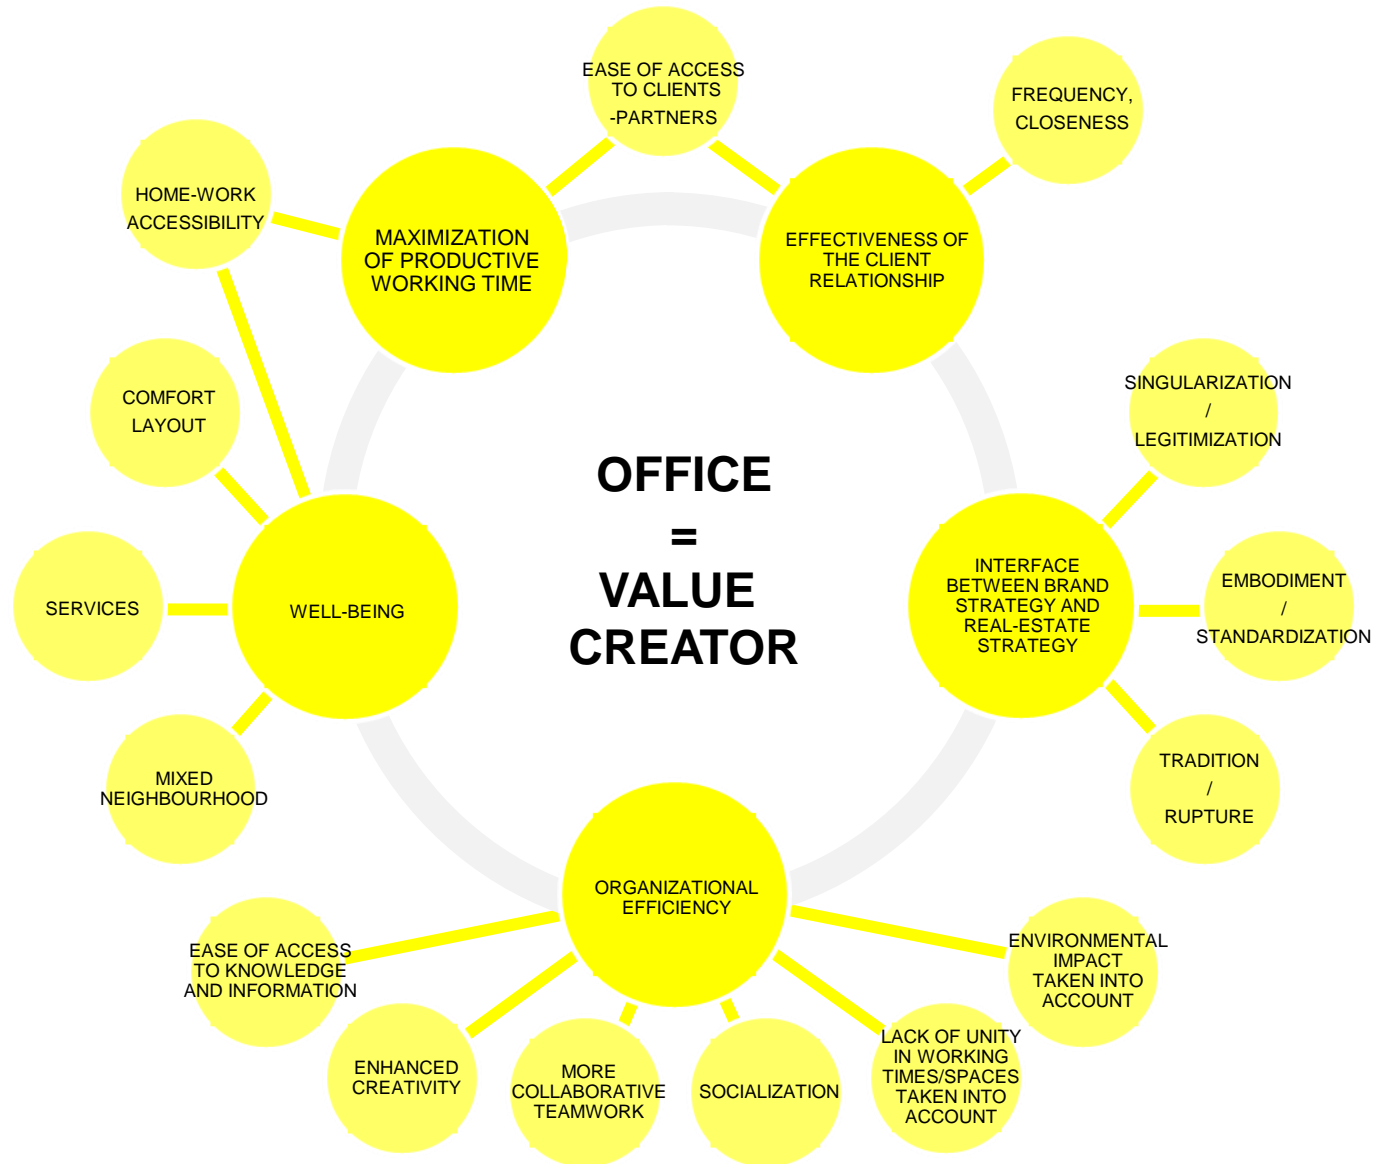 EASE OF ACCESS
TO CLIENTS
-PARTNERS
FREQUENCY,
CLOSENESS
HOME-WORK
ACCESSIBILITY
MAXIMIZATION
OF PRODUCTIVE
WORKING TIME
EFFECTIVENESS OF
THE CLIENT
RELATIONSHIP
COMFORT
LAYOUT
SINGULARIZATION
/
LEGITIMIZATION
OFFICE
=
VALUE
CREATOR
SERVICES
WELL-BEING
INTERFACE
BETWEEN BRAND
STRATEGY AND
REAL-ESTATE
STRATEGY
EMBODIMENT
/
STANDARDIZATION
MIXED
NEIGHBOURHOOD
TRADITION
/
RUPTURE
ORGANIZATIONAL
EFFICIENCY
EASE OF ACCESS
TO KNOWLEDGE
AND INFORMATION
ENHANCED
CREATIVITY
MORE
COLLABORATIVE
TEAMWORK
SOCIALIZATION
LACK OF UNITY
IN WORKING
TIMES/SPACES
TAKEN INTO
ACCOUNT
ENVIRONMENTAL
IMPACT
TAKEN INTO
ACCOUNT